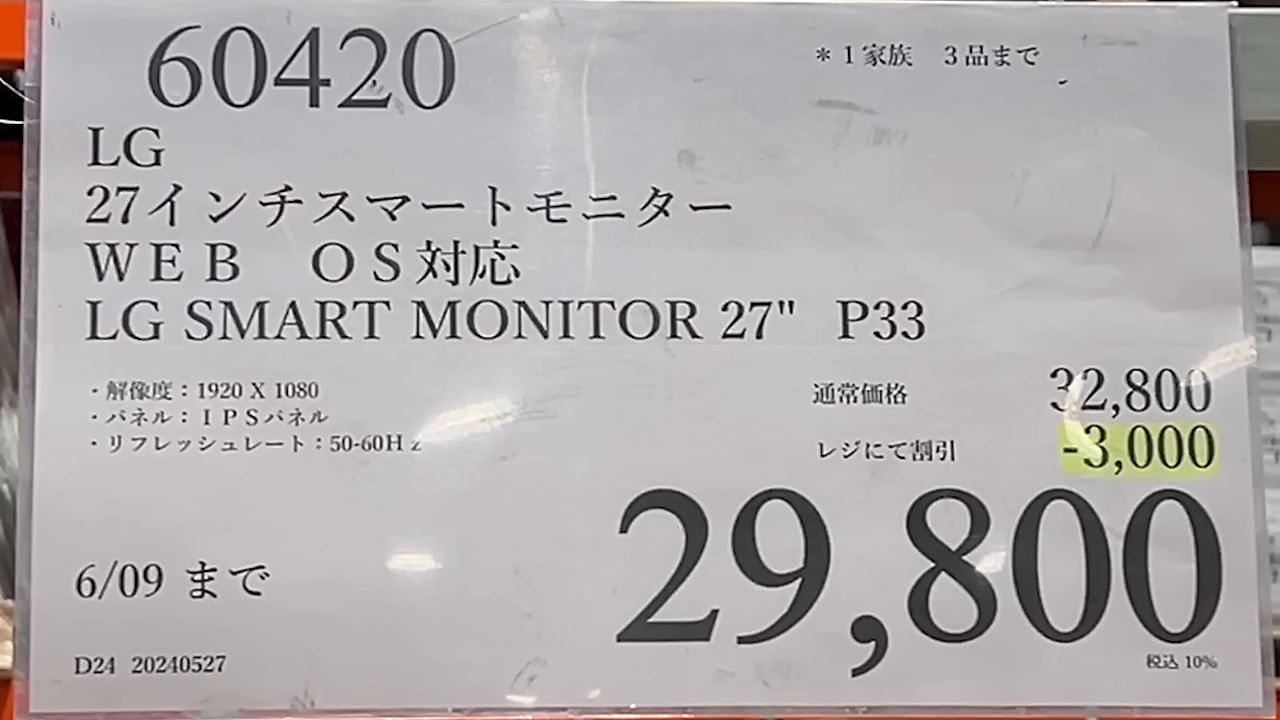 60420
＊１家族　３品まで
LG
27インチスマートモニター
ＷＥＢ　ＯＳ対応
LG SMART MONITOR 27" P33
・解像度：1920 X 1080
・パネル：ＩＰＳパネル
・リフレッシュレート：50-60Ｈｚ
通常価格 32,800
レジにて割引 -3,000
29,800
6/09 まで
D24 20240527
税込 10%